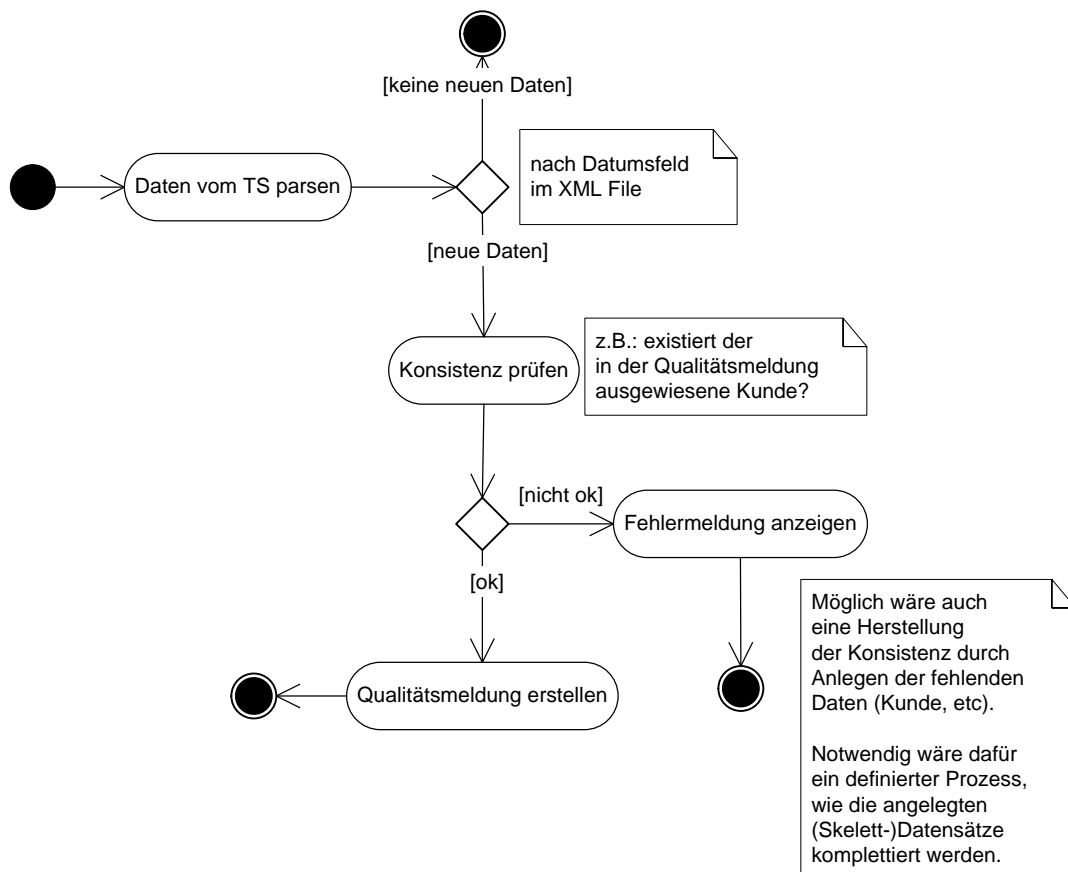 [keine neuen Daten]
Daten vom TS parsen
nach Datumsfeld
im XML File
[neue Daten]
Konsistenz prüfen
z.B.: existiert der
in der Qualitätsmeldung
ausgewiesene Kunde?
[nicht ok]
Fehlermeldung anzeigen
[ok]
Qualitätsmeldung erstellen
Möglich wäre auch
eine Herstellung
der Konsistenz durch
Anlegen der fehlenden
Daten (Kunde, etc).
Notwendig wäre dafür
ein definierter Prozess,
wie die angelegten
(Skelett-)Datensätze
komplettiert werden.